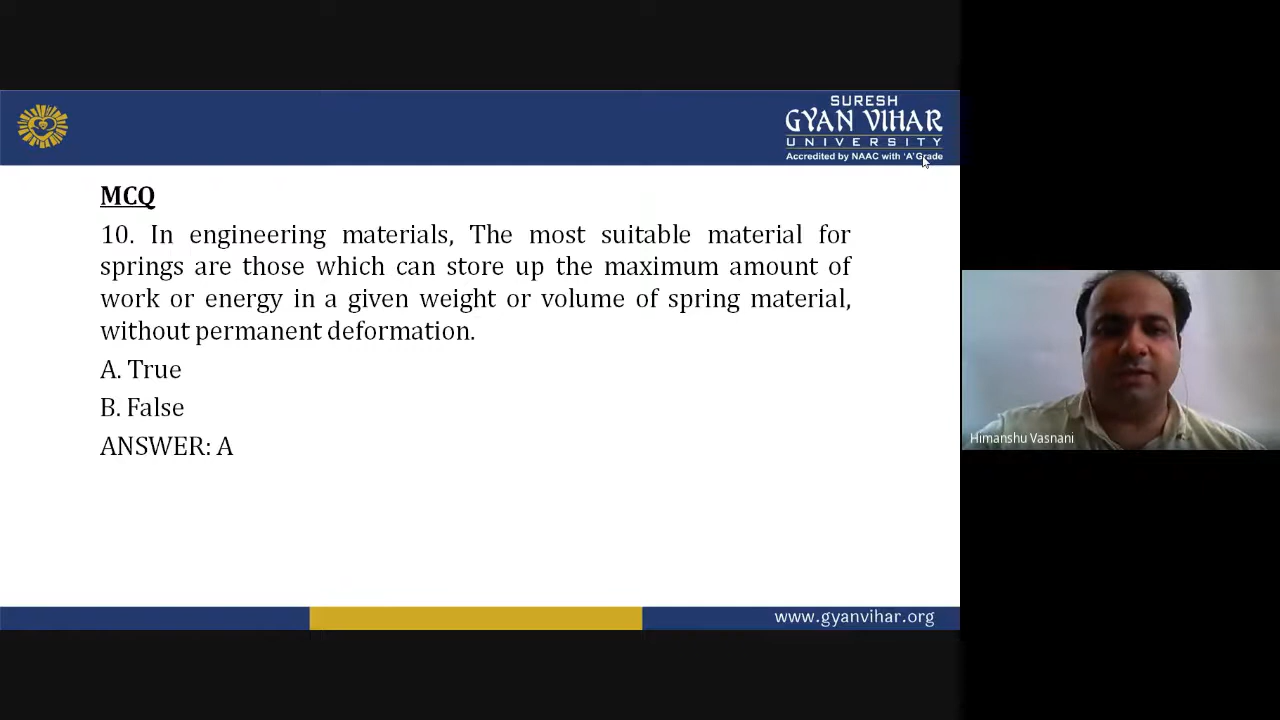 SURESH
GYAN VIHAR
UNIVERSITY
Accredited by NAAC with 'A' Grade
MCQ
10. In engineering materials, The most suitable material for
springs are those which can store up the maximum amount of
work or energy in a given weight or volume of spring material,
without permanent deformation.
A. True
B. False
ANSWER: A
Himanshu Vasnani
www.gyanvihar.org